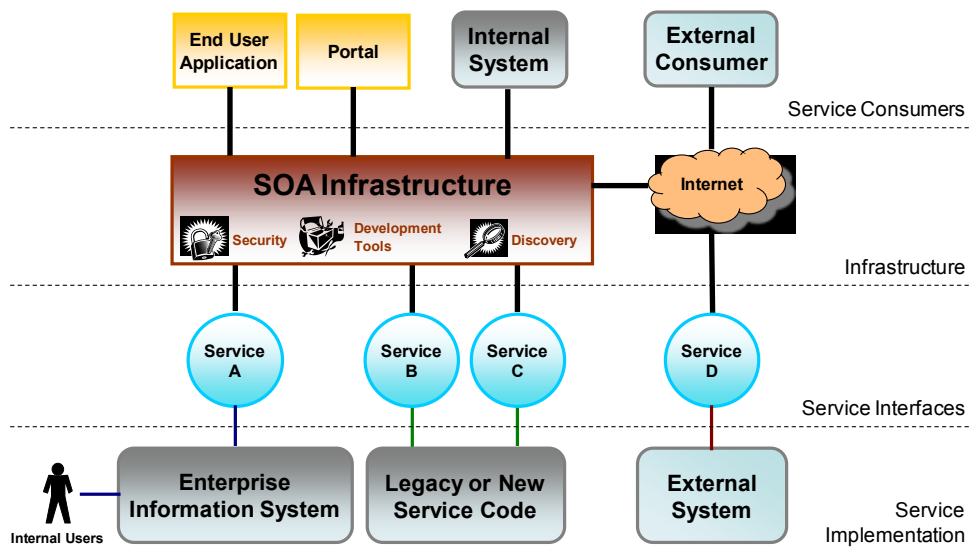 End User
Application
Portal
Internal
System
External
Consumer
Service Consumers
SOA Infrastructure
Internet
Security
Development
Tools
Discovery
Infrastructure
Service
A
Service
B
Service
C
Service
D
Service Interfaces
Enterprise
Information System
Legacy or New
Service Code
External
System
Internal Users
Service
Implementation